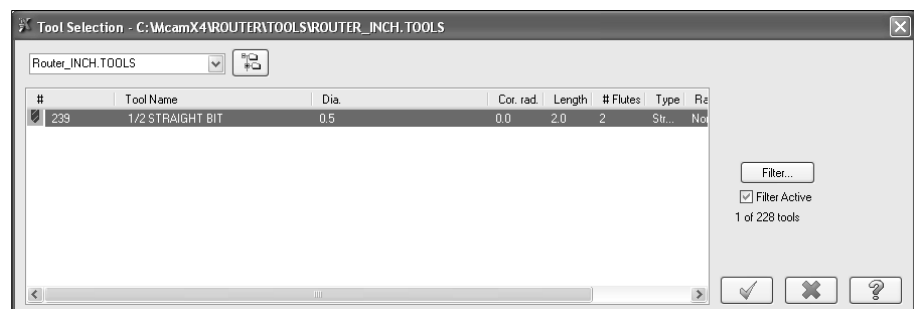 Tool Selection - C:\McamX4\ROUTER\TOOLS\ROUTER_INCH.TOOLS
Router_INCH.TOOLS
# Tool Name Dia. Cor. rad. Length # Flutes Type Ra
239 1/2 STRAIGHT BIT 0.5 0.0 2.0 2 Str... Nor
Filter...
Filter Active
1 of 228 tools